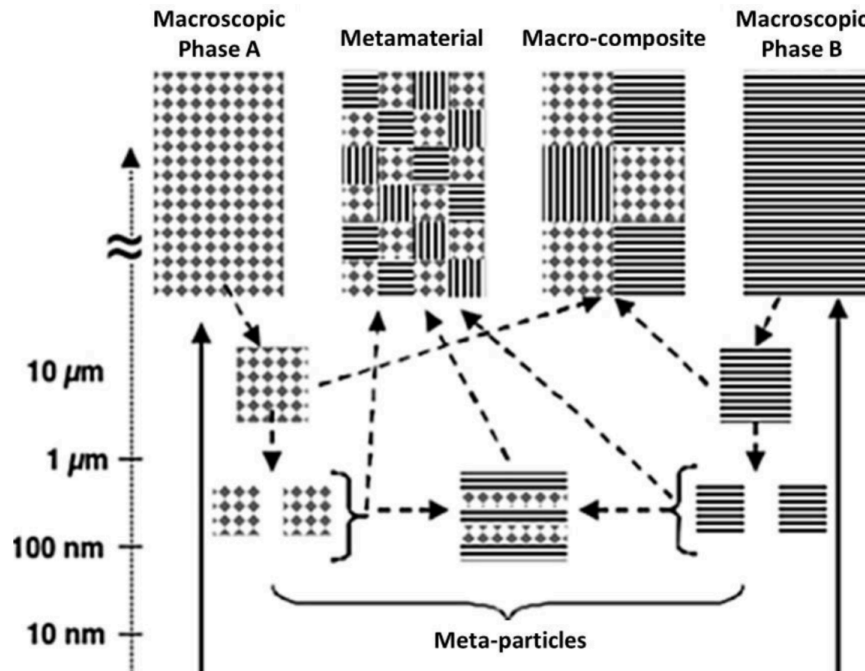 Macroscopic
Phase A
Metamaterial
Macro-composite
Macroscopic
Phase B
10 μm
1 μm
100 nm
10 nm
Meta-particles